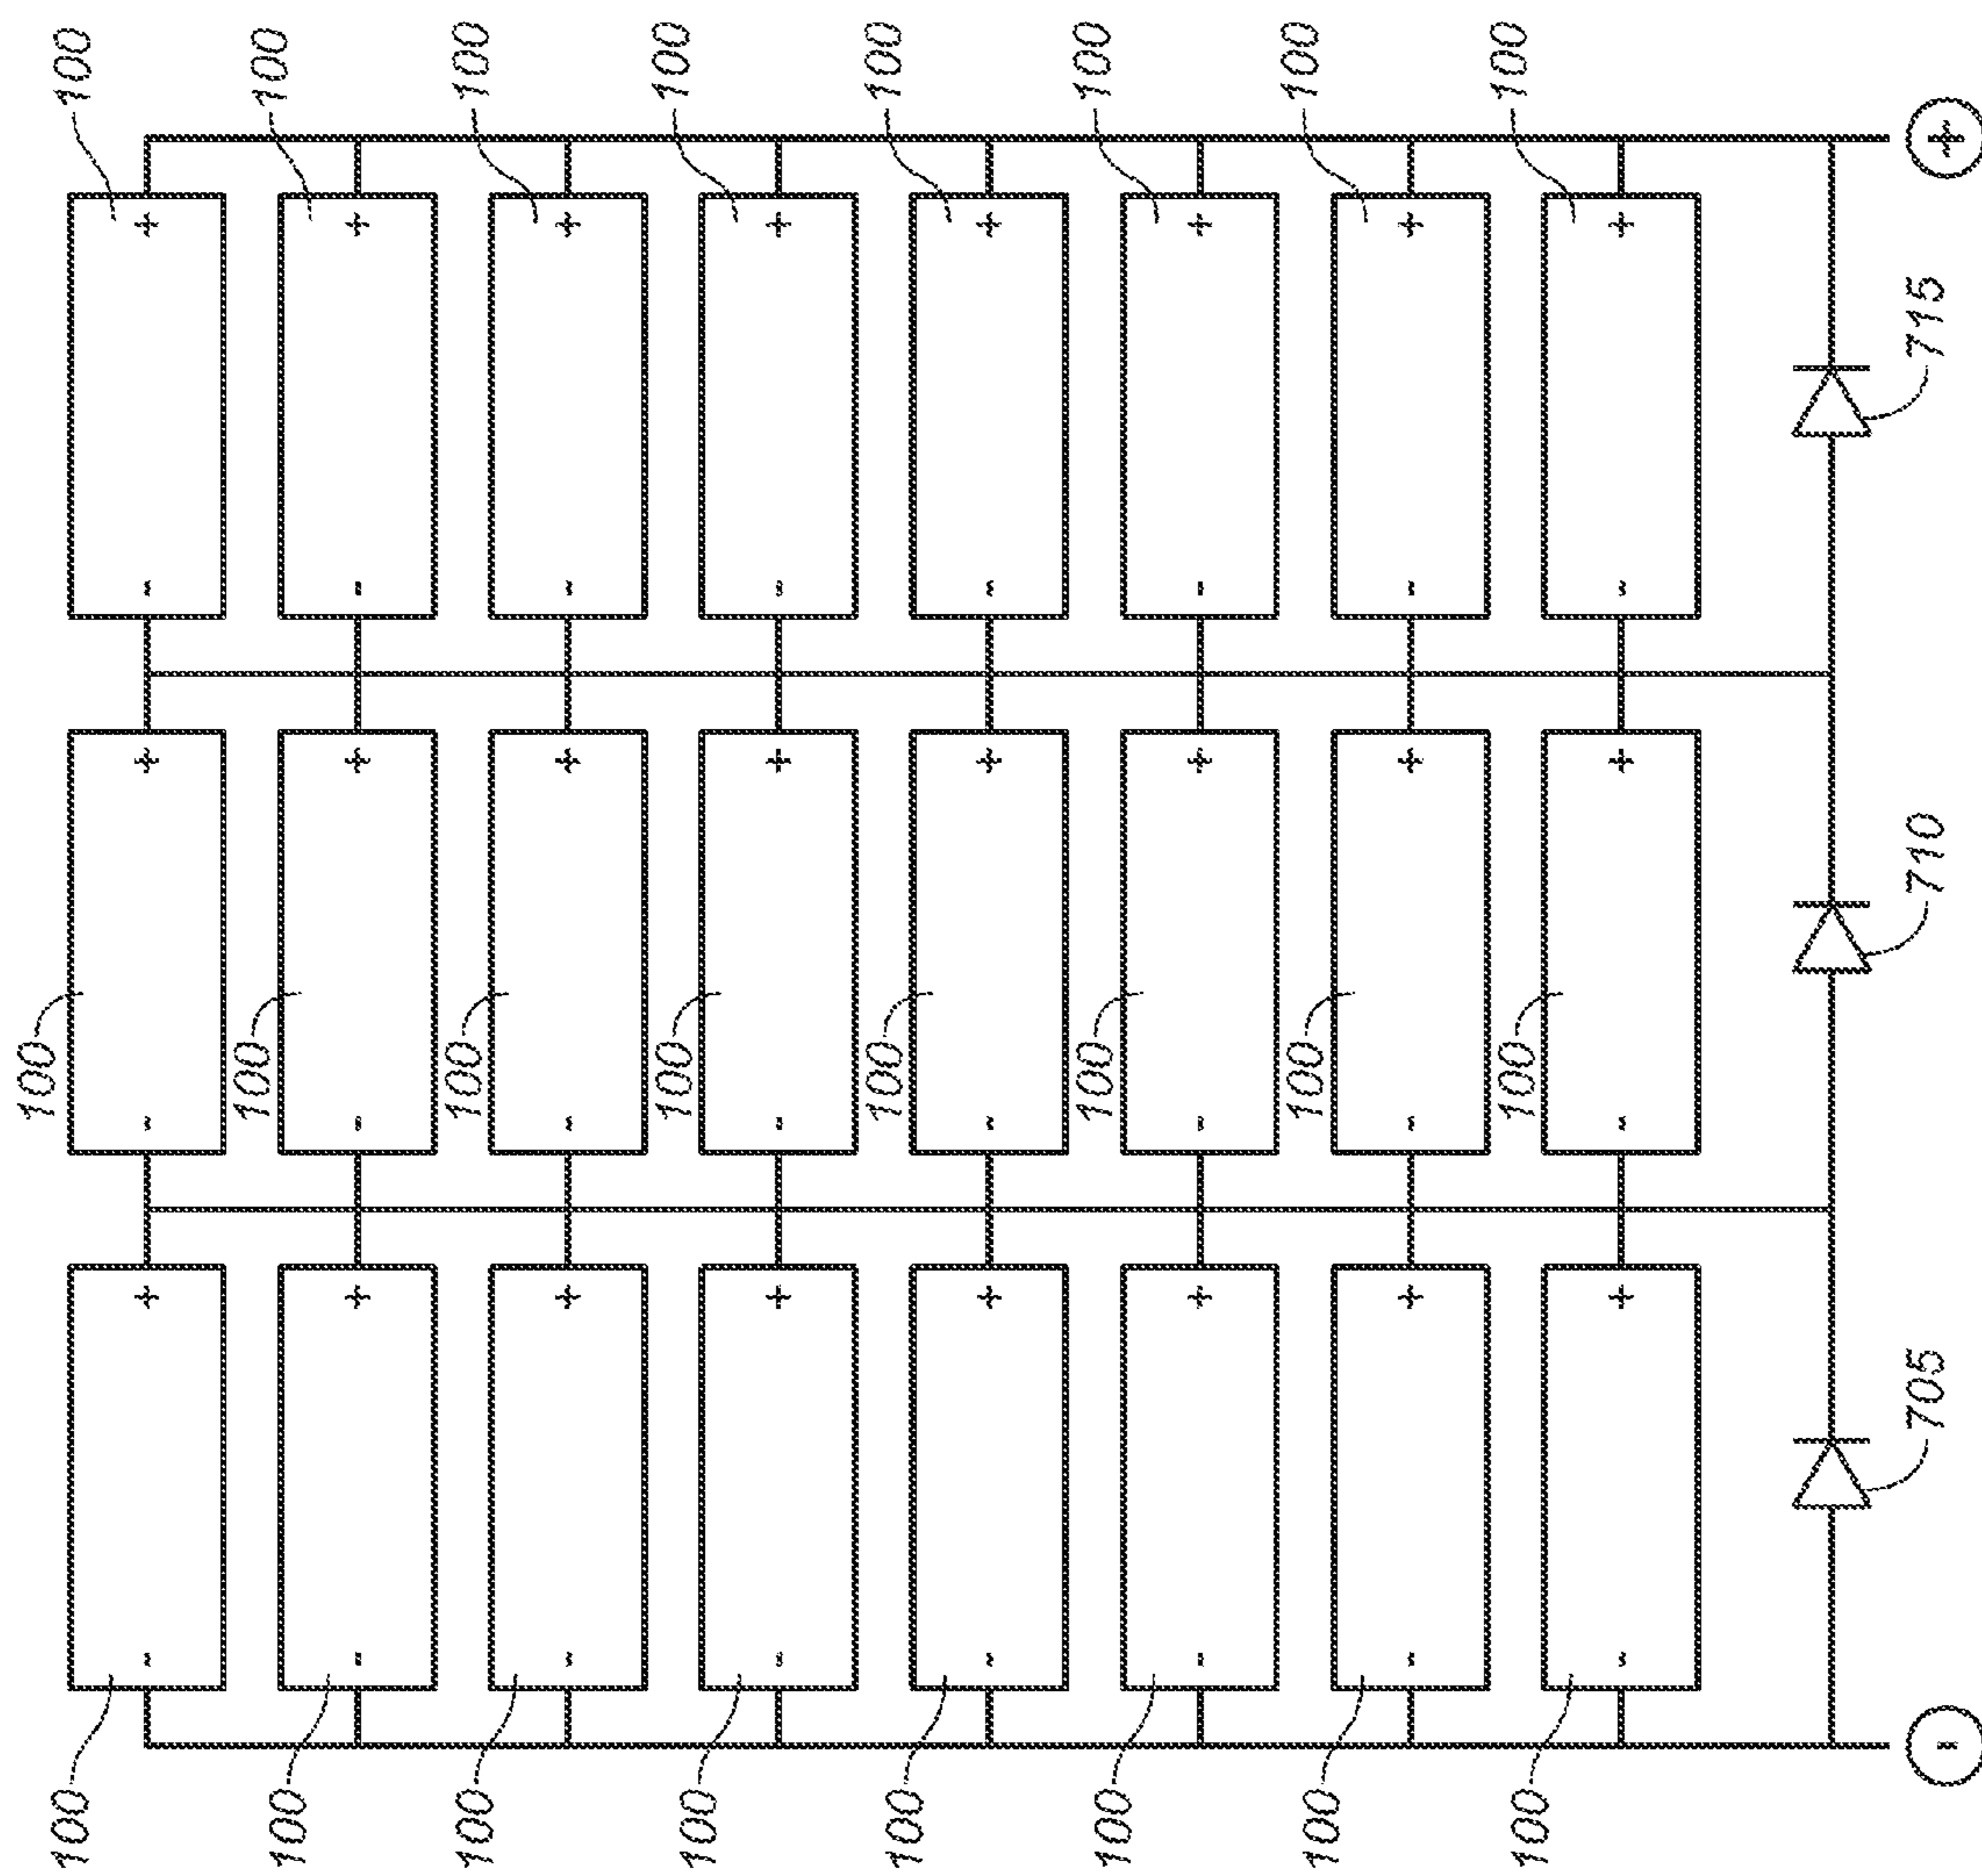 100 100 100 100 100 100 100 100
+ + + + + + + + +
- - - - - - - -
715
+ + + + + + + +
100 100 100 100 100 100 100 100
- - - - - - - -
710
+ + + + + + + +
- - - - - - - -
705
100 100 100 100 100 100 100 100
-